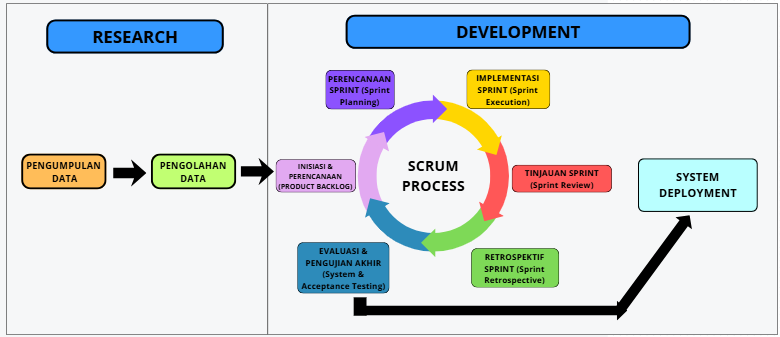 RESEARCH
DEVELOPMENT
PENGUMPULAN
DATA
PENGOLAHAN
DATA
INISIASI &
PERENCANAAN
(PRODUCT BACKLOG)
PERENCANAAN
SPRINT (Sprint
Planning)
IMPLEMENTASI
SPRINT (Sprint
Execution)
SCRUM
PROCESS
TINJAUAN SPRINT
(Sprint Review)
RETROSPEKTIF
SPRINT (Sprint
Retrospective)
EVALUASI &
PENGUJIAN AKHIR
(System &
Acceptance Testing)
SYSTEM
DEPLOYMENT